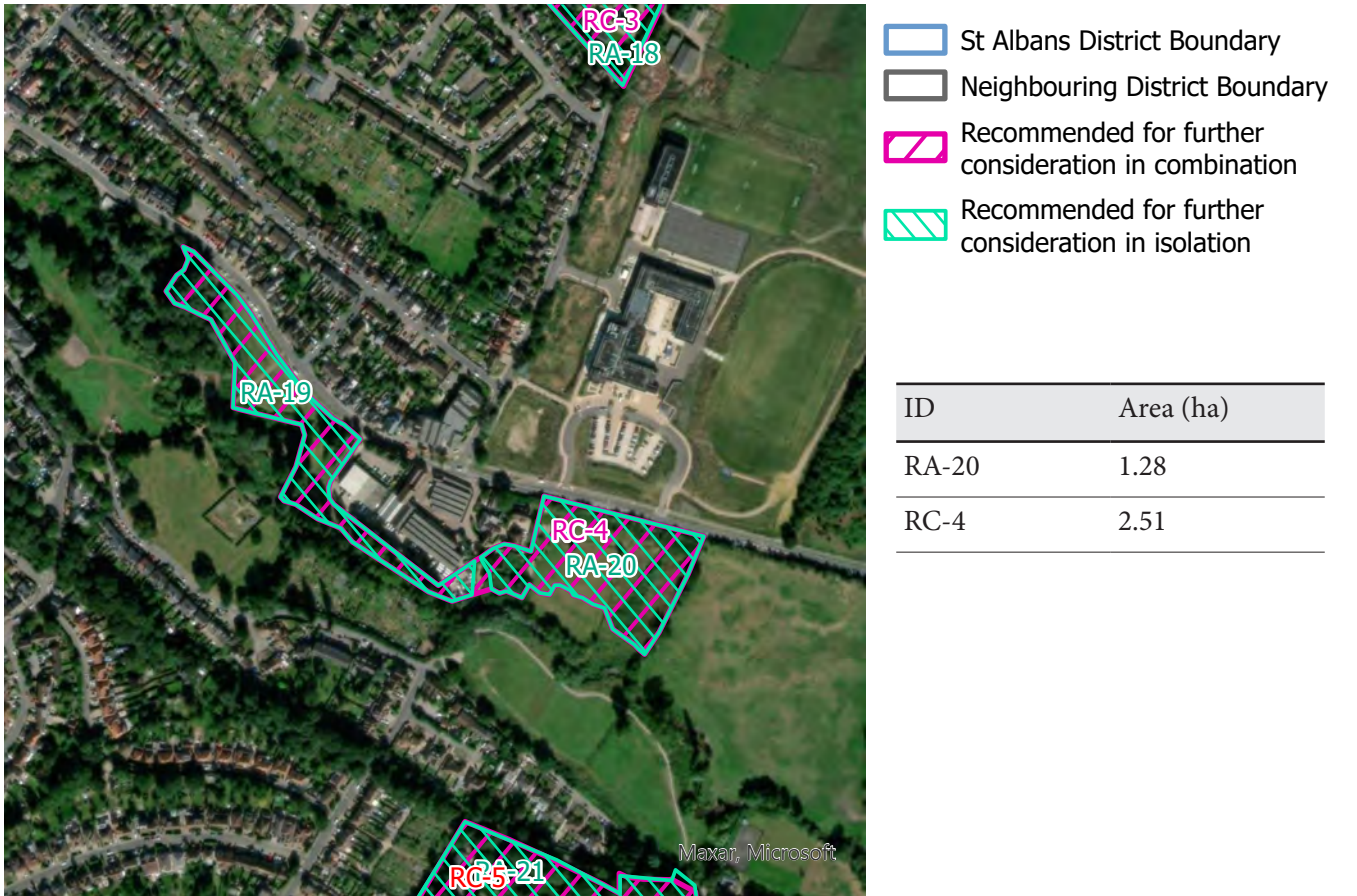 RC-3
RA-18
RA-19
RC-4
RA-20
RC-5
Maxar, Microsoft
St Albans District Boundary
Neighbouring District Boundary
Recommended for further
consideration in combination
Recommended for further
consideration in isolation
ID Area (ha)
RA-20 1.28
RC-4 2.51